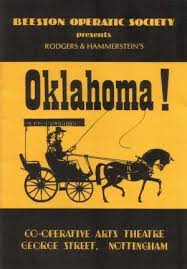 BEESTON OPERATIC SOCIETY
presents
RODGERS & HAMMERSTEIN'S
Oklahoma!
CO-OPERATIVE ARTS THEATRE
GEORGE STREET, NOTTINGHAM